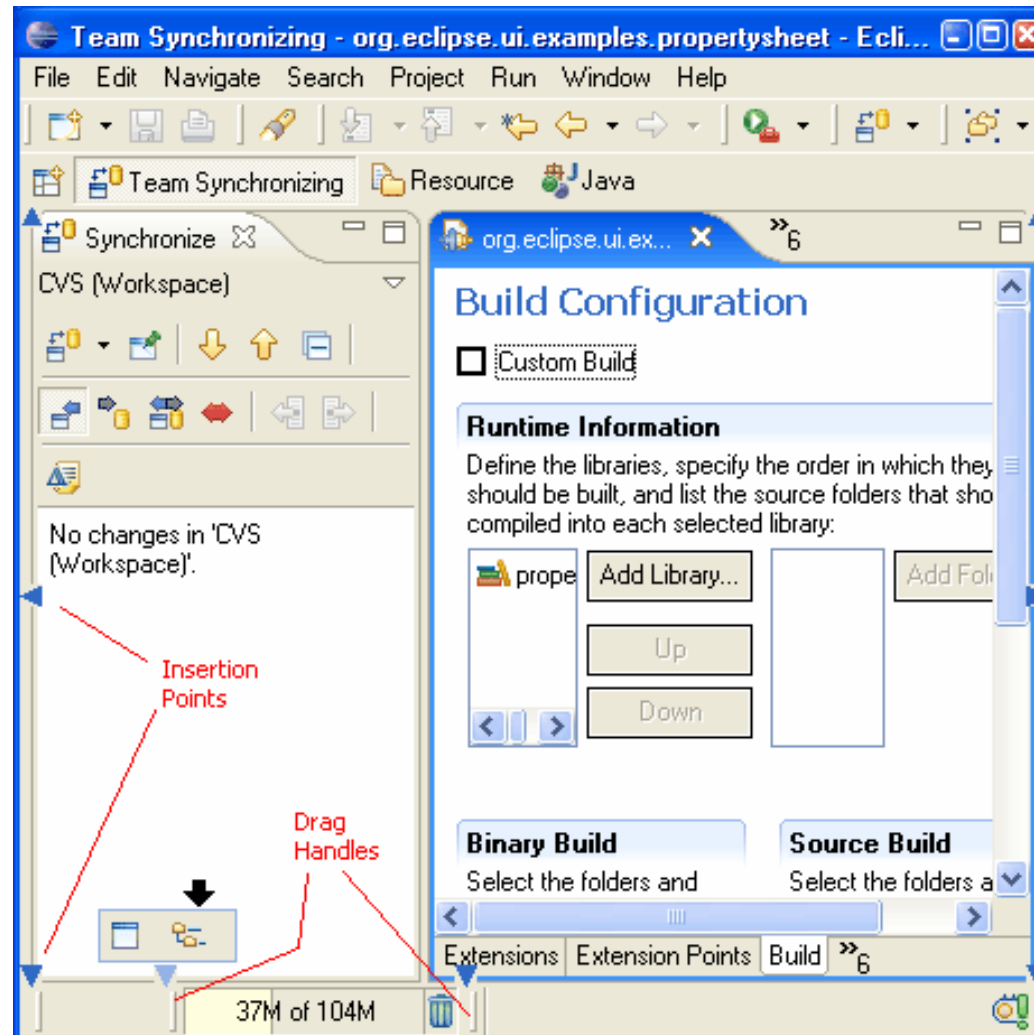 Team Synchronizing - org.eclipse.ui.examples.propertysheet - Ecli...
File Edit Navigate Search Project Run Window Help
Team Synchronizing Resource Java
Synchronize
org.eclipse.ui.ex... »6
CVS (Workspace)
Build Configuration
Custom Build
Runtime Information
Define the libraries, specify the order in which they
should be built, and list the source folders that sho
compiled into each selected library:
No changes in 'CVS
(Workspace)'.
prope Add Library... Add Fol
Up
Down
Insertion
Points
Drag
Handles
Binary Build Source Build
Select the folders and Select the folders a
Extensions Extension Points Build »6
37M of 104M